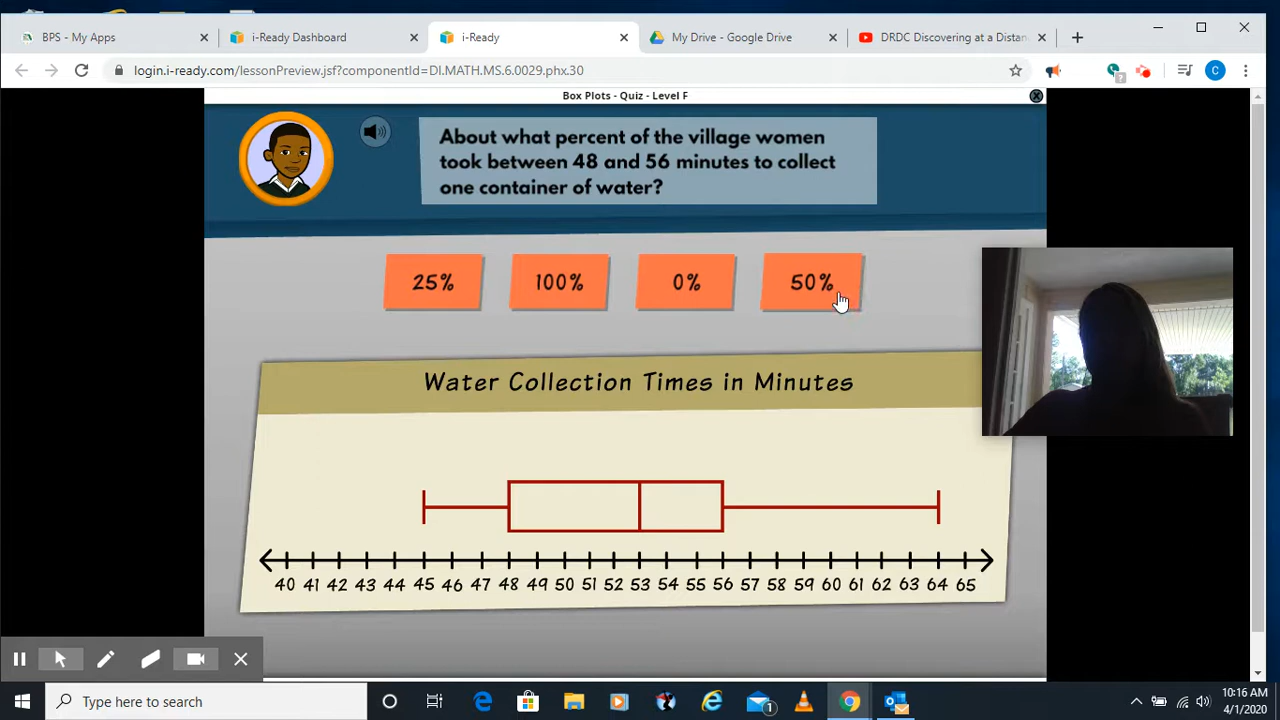 BPS - My Apps
i-Ready Dashboard
i-Ready
My Drive - Google Drive
DRDC Discovering at a Distan
login.i-ready.com/lessonPreview.jsf?componentId=DI.MATH.MS.6.0029.phx.30
C
Box Plots - Quiz - Level F
About what percent of the village women
took between 48 and 56 minutes to collect
one container of water?
25% 100% 0% 50%
Water Collection Times in Minutes
40 41 42 43 44 45 46 47 48 49 50 51 52 53 54 55 56 57 58 59 60 61 62 63 64 65
Type here to search
1
10:16 AM
4/1/2020